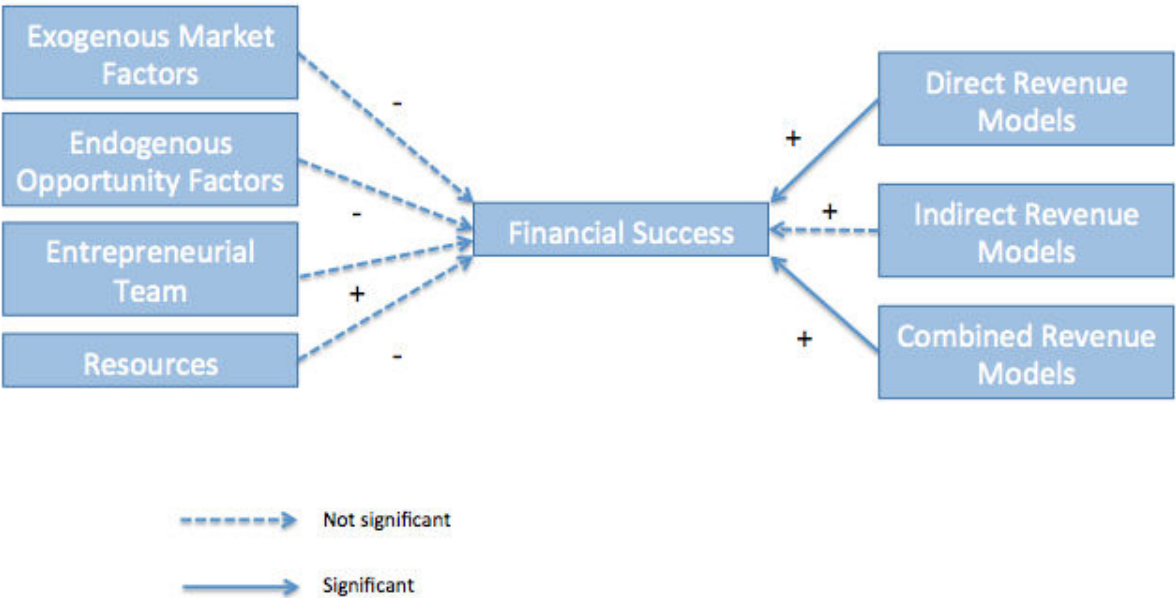 Exogenous Market
Factors
Endogenous
Opportunity Factors
Entrepreneurial
Team
Resources
-
-
+
-
Financial Success
+
+
+
Direct Revenue
Models
Indirect Revenue
Models
Combined Revenue
Models
Not significant
Significant